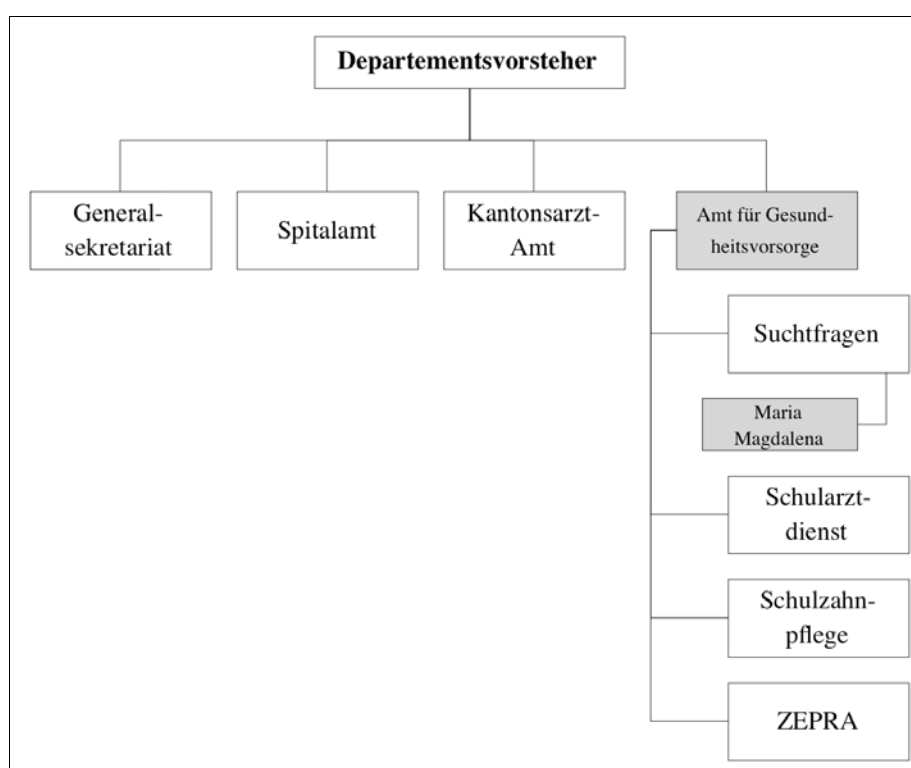 Departementsvorsteher
General-
sekretariat
Spitalamt
Kantonsarzt-
Amt
Amt für Gesund-
heitsvorsorge
Suchtfragen
Maria
Magdalena
Schularzt-
dienst
Schulzahn-
pflege
ZEPRA